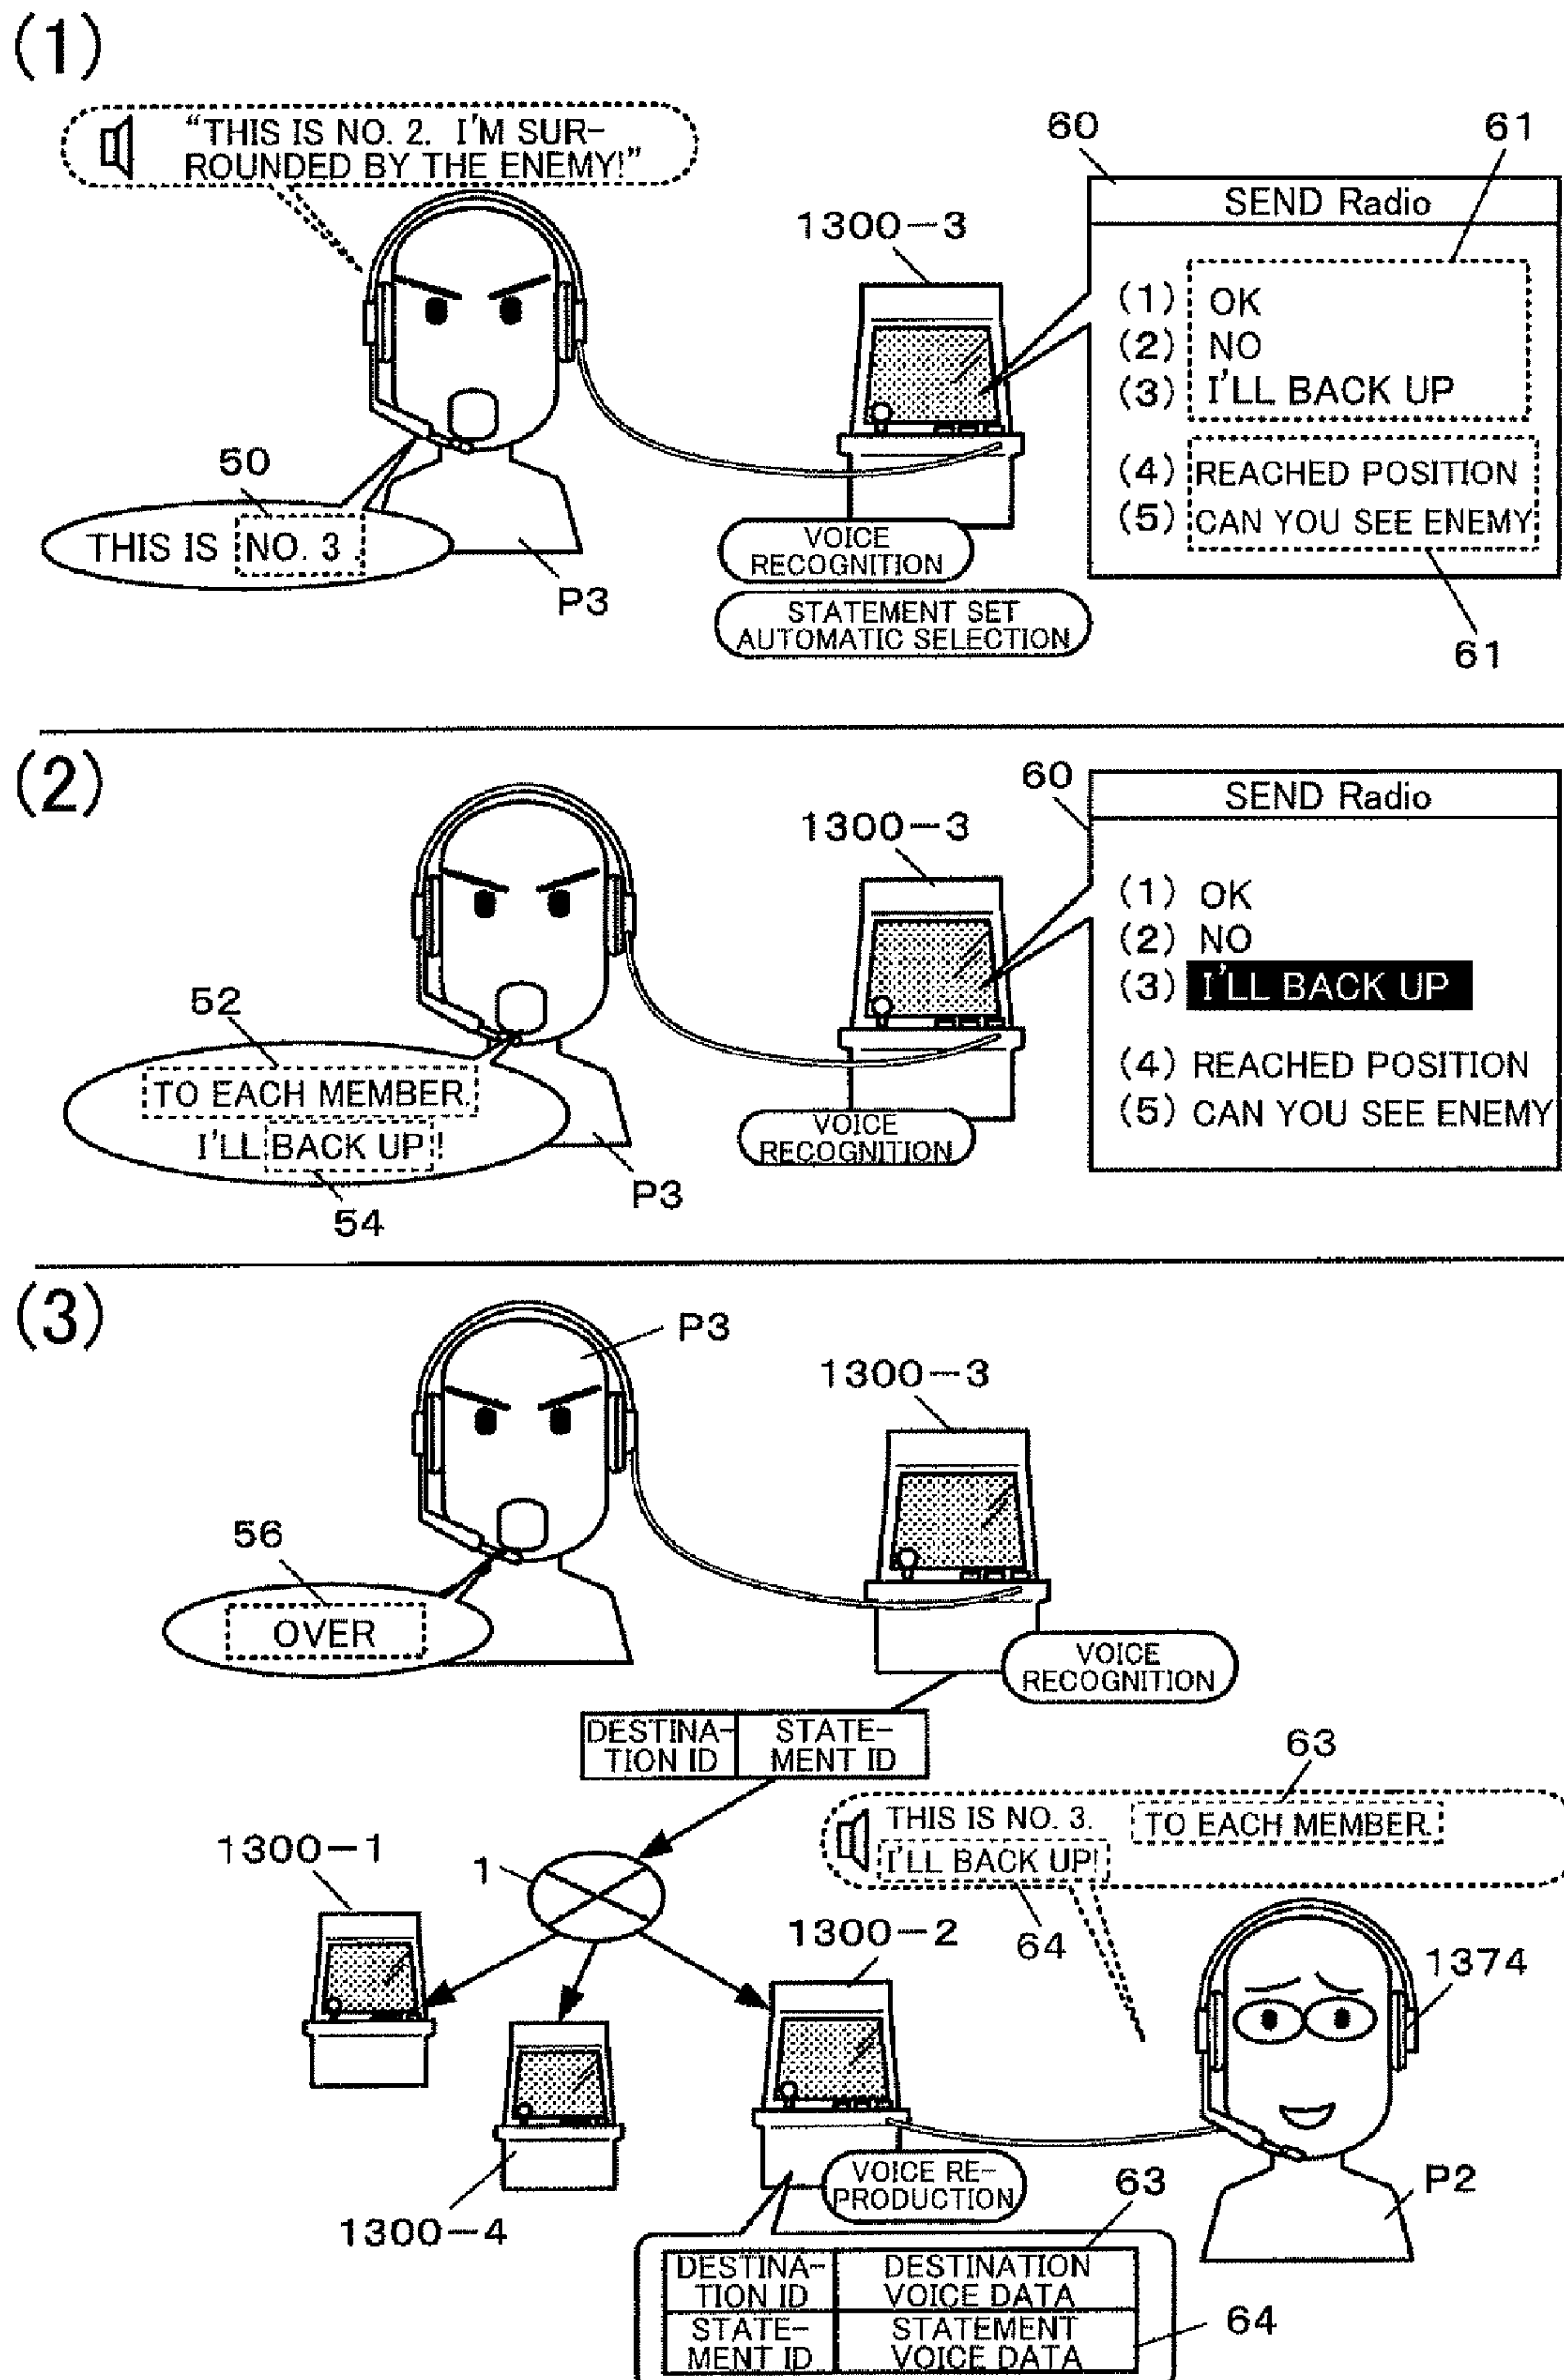 (1)
"THIS IS NO. 2. I'M SUR-
ROUNDED BY THE ENEMY!"
60
61
1300-3
SEND Radio
(1) OK
(2) NO
(3) I'LL BACK UP
(4) REACHED POSITION
(5) CAN YOU SEE ENEMY
50
THIS IS NO. 3.
P3
VOICE
RECOGNITION
STATEMENT SET
AUTOMATIC SELECTION
61
(2)
60
1300-3
SEND Radio
(1) OK
(2) NO
(3) I'LL BACK UP
(4) REACHED POSITION
(5) CAN YOU SEE ENEMY
52
TO EACH MEMBER.
I'LL BACK UP!
54
P3
VOICE
RECOGNITION
(3)
P3
1300-3
56
OVER
VOICE
RECOGNITION
DESTINA-
TION ID
STATE-
MENT ID
63
THIS IS NO. 3. TO EACH MEMBER.
I'LL BACK UP!
64
1300-1
1
1300-2
1374
1300-4
VOICE RE-
PRODUCTION
63
P2
DESTINA-
TION ID
DESTINATION
VOICE DATA
STATE-
MENT ID
STATEMENT
VOICE DATA
64